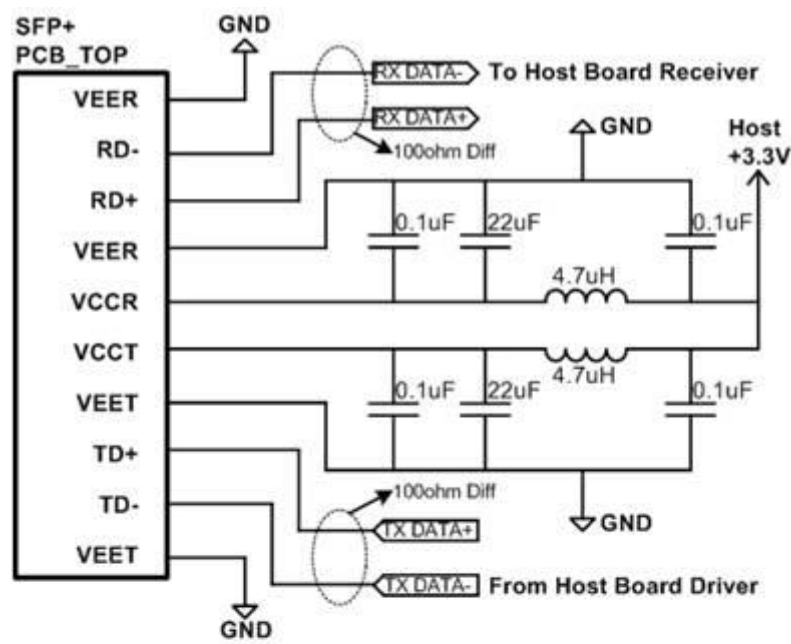 SFP+
PCB_TOP
GND
VEER
RD-
RD+
VEER
VCCR
VCCT
VEET
TD+
TD-
VEET
RX DATA-
To Host Board Receiver
RX DATA+
100ohm Diff
GND
Host
+3.3V
0.1uF
22uF
0.1uF
4.7uH
4.7uH
0.1uF
22uF
0.1uF
100ohm Diff
TX DATA+
GND
TX DATA-
From Host Board Driver
GND